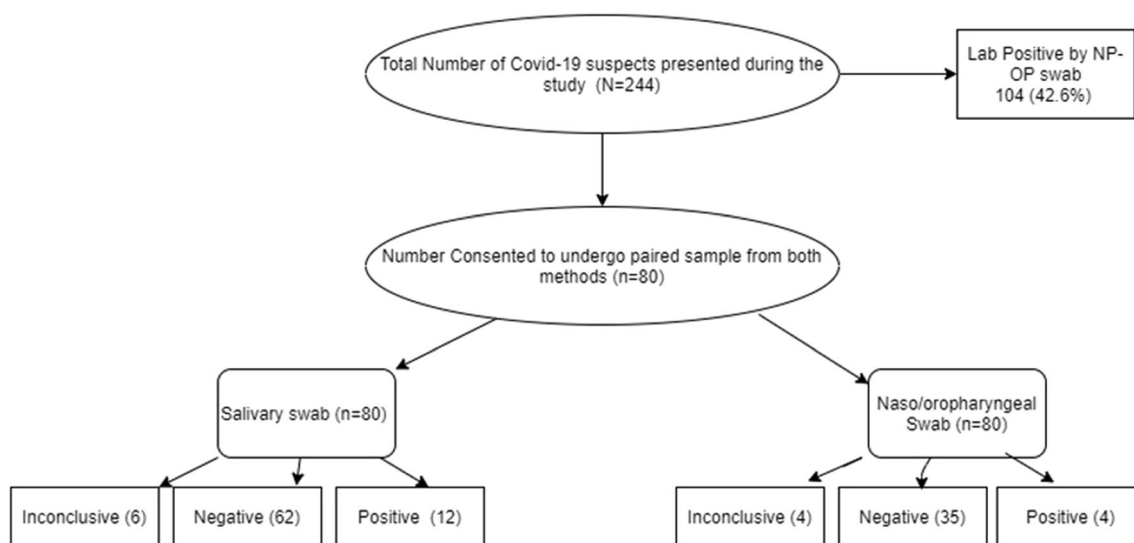 Total Number of Covid-19 suspects presented during the
study (N=244)
Lab Positive by NP-
OP swab
104 (42.6%)
Number Consented to undergo paired sample from both
methods (n=80)
Salivary swab (n=80)
Naso/oropharyngeal
Swab (n=80)
Inconclusive (6)
Negative (62)
Positive (12)
Inconclusive (4)
Negative (35)
Positive (4)